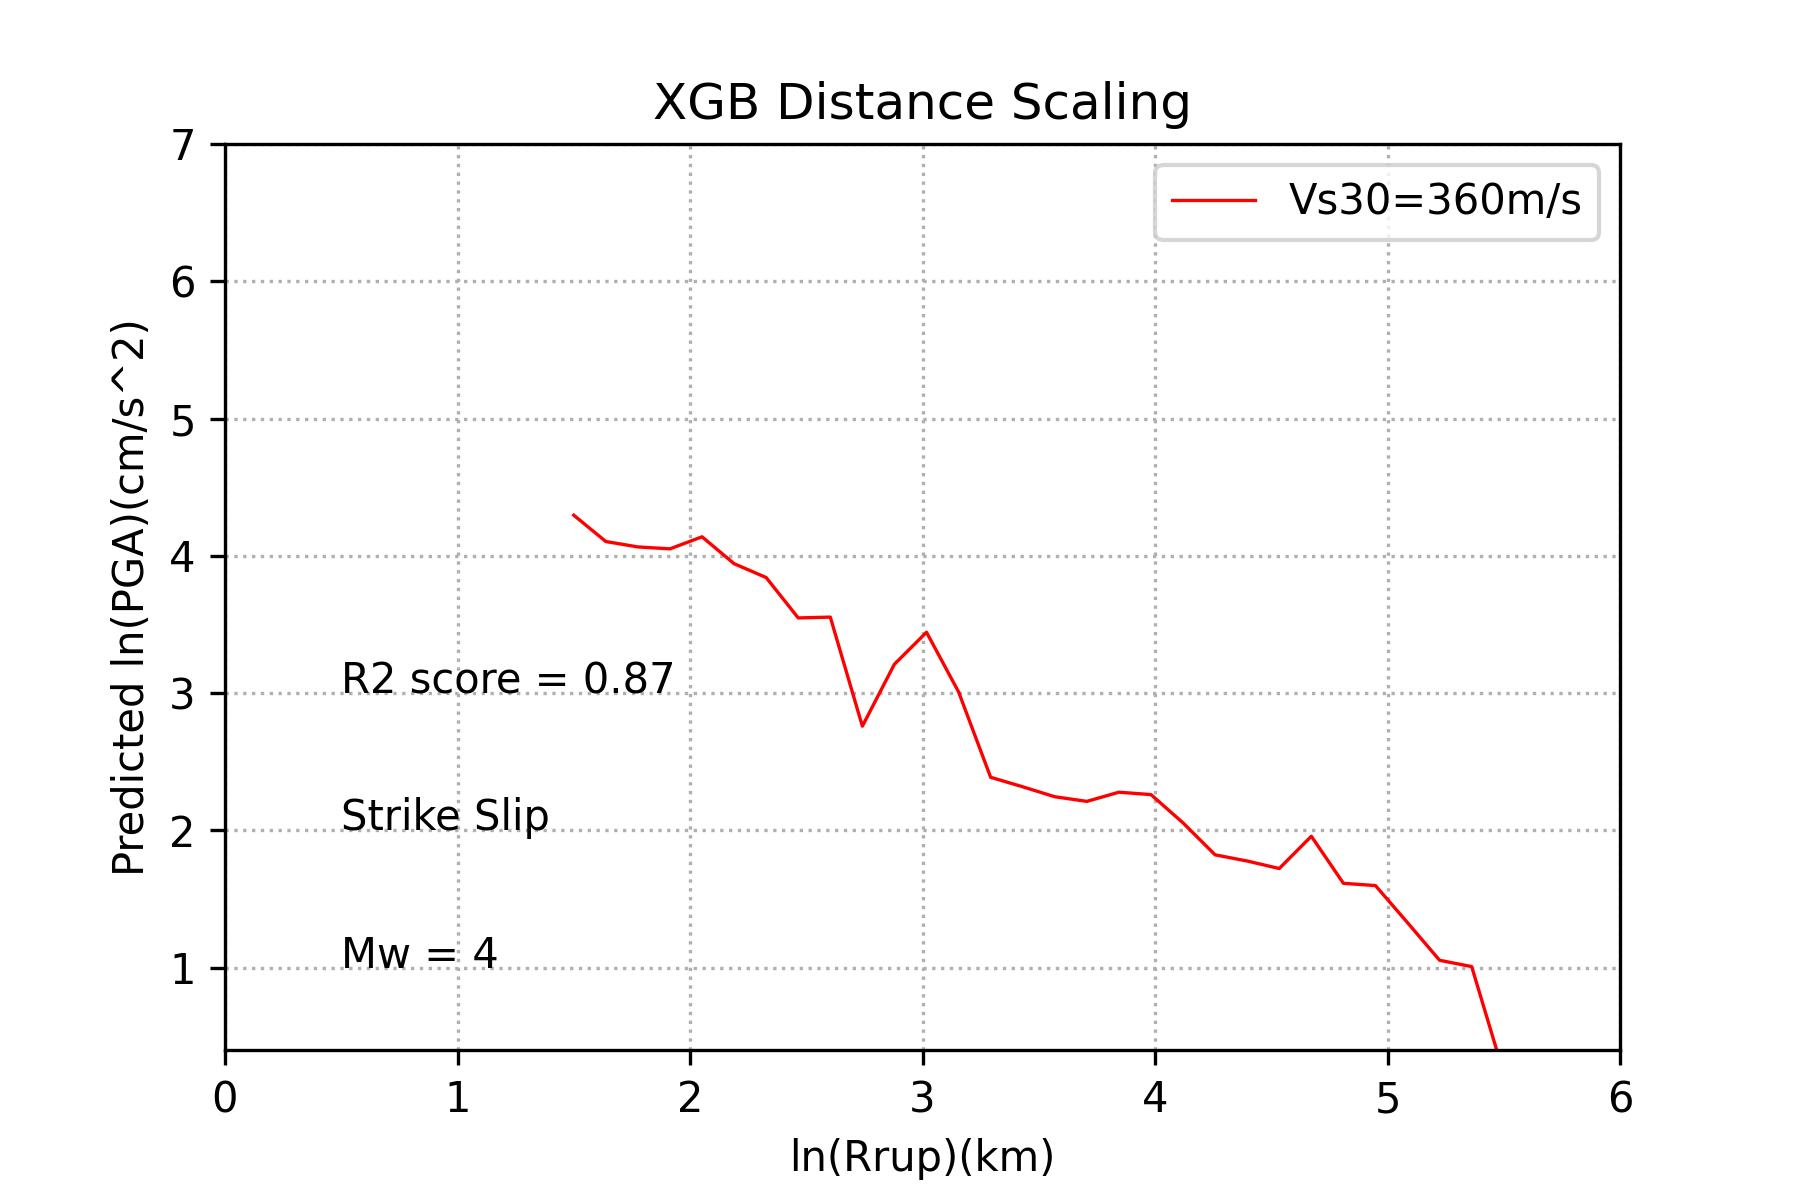 XGB Distance Scaling
Vs30=360m/s
7
6
5
4
3
2
1
Predicted ln(PGA)(cm/s^2)
R2 score = 0.87
Strike Slip
Mw = 4
0 1 2 3 4 5 6
ln(Rrup)(km)